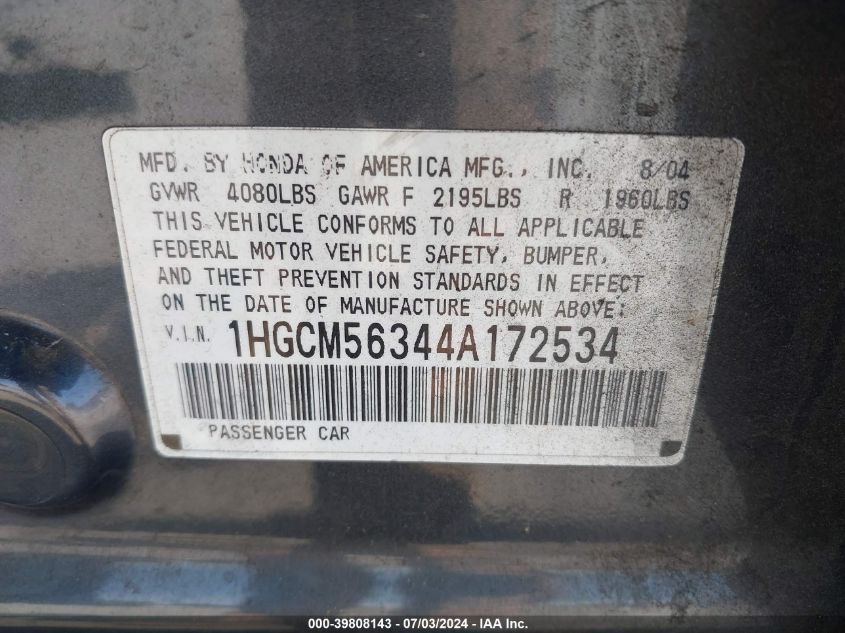 MFD. BY HONDA OF AMERICA MFG., INC. 8/04
GVWR 4080LBS GAWR F 2195LBS R 1960LBS
THIS VEHICLE CONFORMS TO ALL APPLICABLE
FEDERAL MOTOR VEHICLE SAFETY, BUMPER,
AND THEFT PREVENTION STANDARDS IN EFFECT
ON THE DATE OF MANUFACTURE SHOWN ABOVE:
V.I.N. 1HGCM56344A172534
PASSENGER CAR
000-39808143 - 07/03/2024 - IAA Inc.